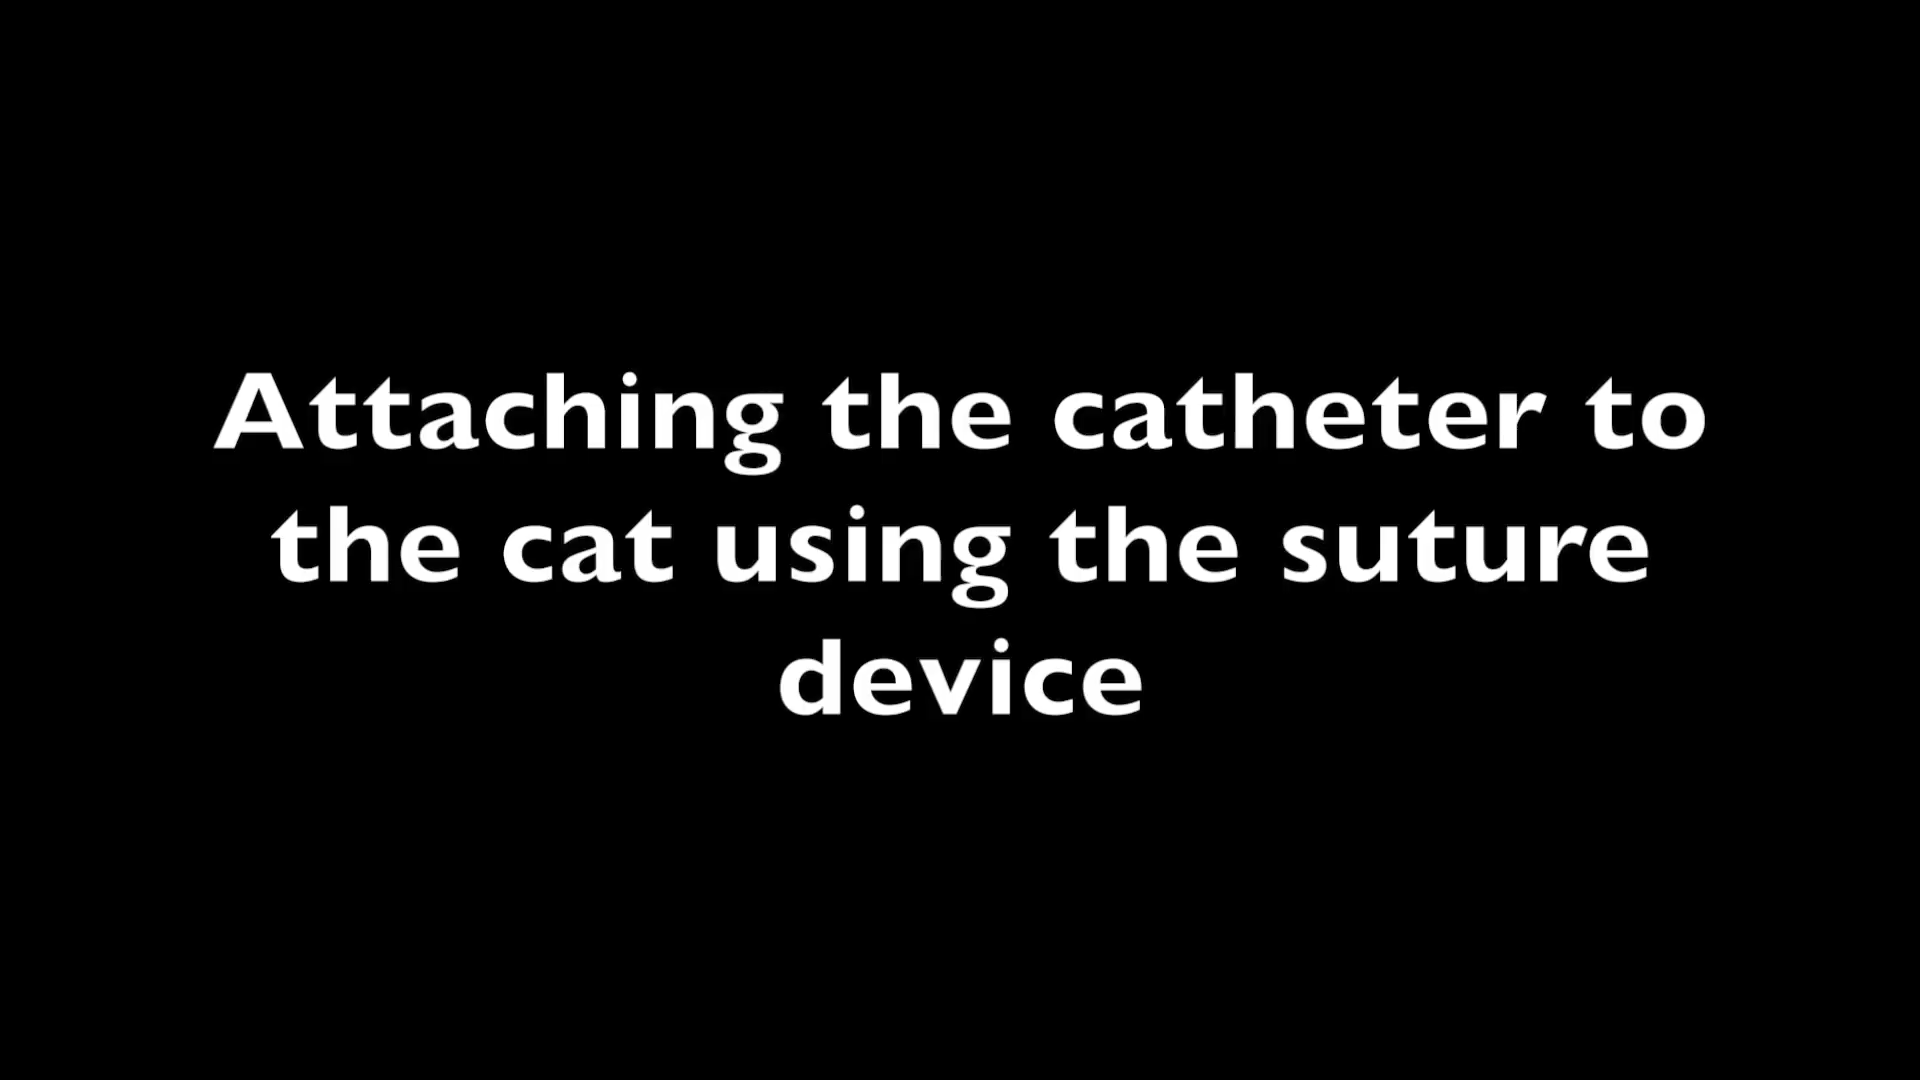 Attaching the catheter to
the cat using the suture
device